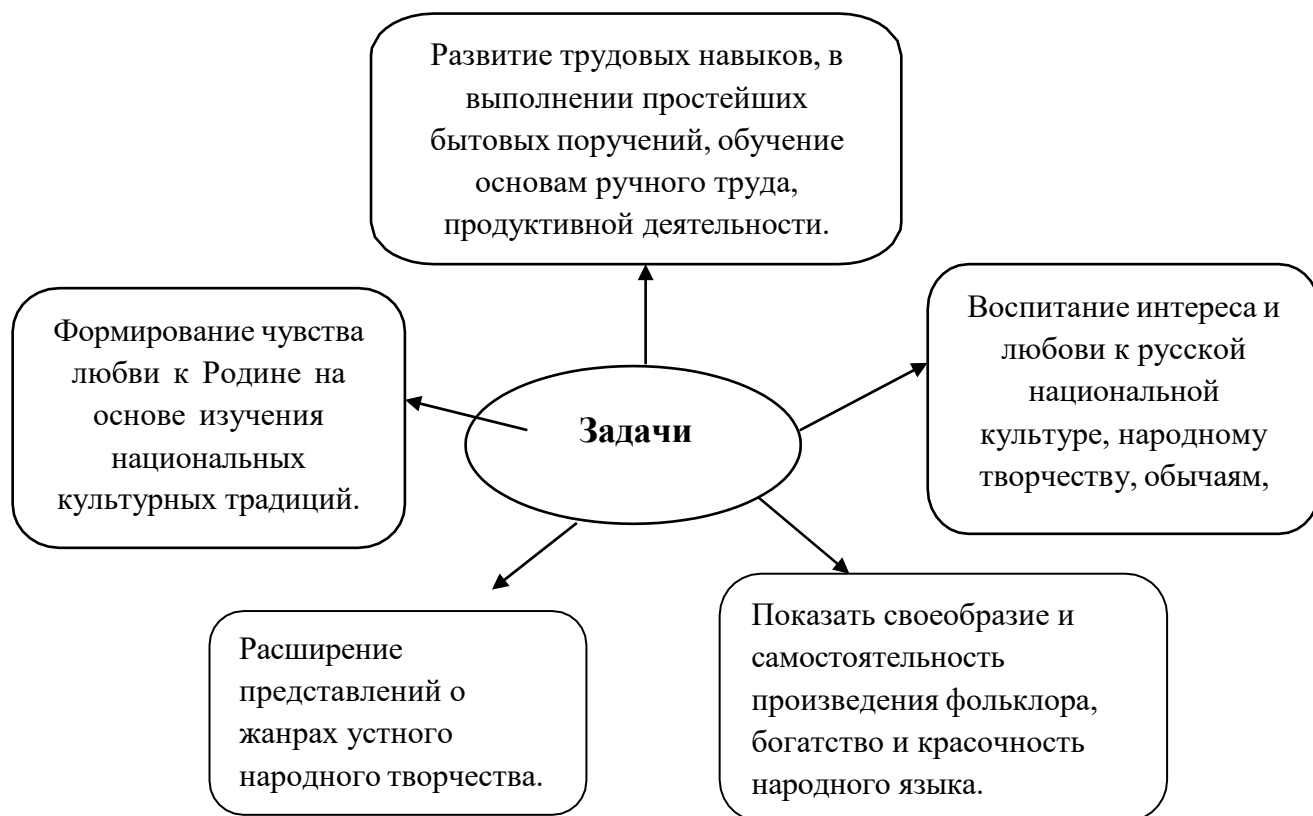 Развитие трудовых навыков, в
выполнении простейших
бытовых поручений, обучение
основам ручного труда,
продуктивной деятельности.
Формирование чувства
любви к Родине на
основе изучения
национальных
культурных традиций.
Задачи
Воспитание интереса и
любови к русской
национальной
культуре, народному
творчеству, обычаям,
Расширение
представлений о
жанрах устного
народного творчества.
Показать своеобразие и
самостоятельность
произведения фольклора,
богатство и красочность
народного языка.